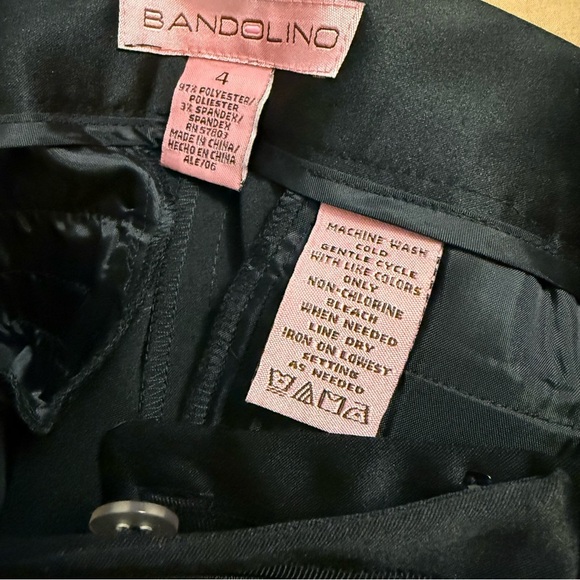 BANDOLINO
4
97% POLYESTER/
POLIESTER
3% SPANDEX/
SPANDEX
RN 57803
MADE IN CHINA/
HECHO EN CHINA
ALE/06
MACHINE WASH
COLD
GENTLE CYCLE
WITH LIKE COLORS
ONLY
NON-CHLORINE
BLEACH
WHEN NEEDED
LINE DRY
IRON ON LOWEST
SETTING
AS NEEDED